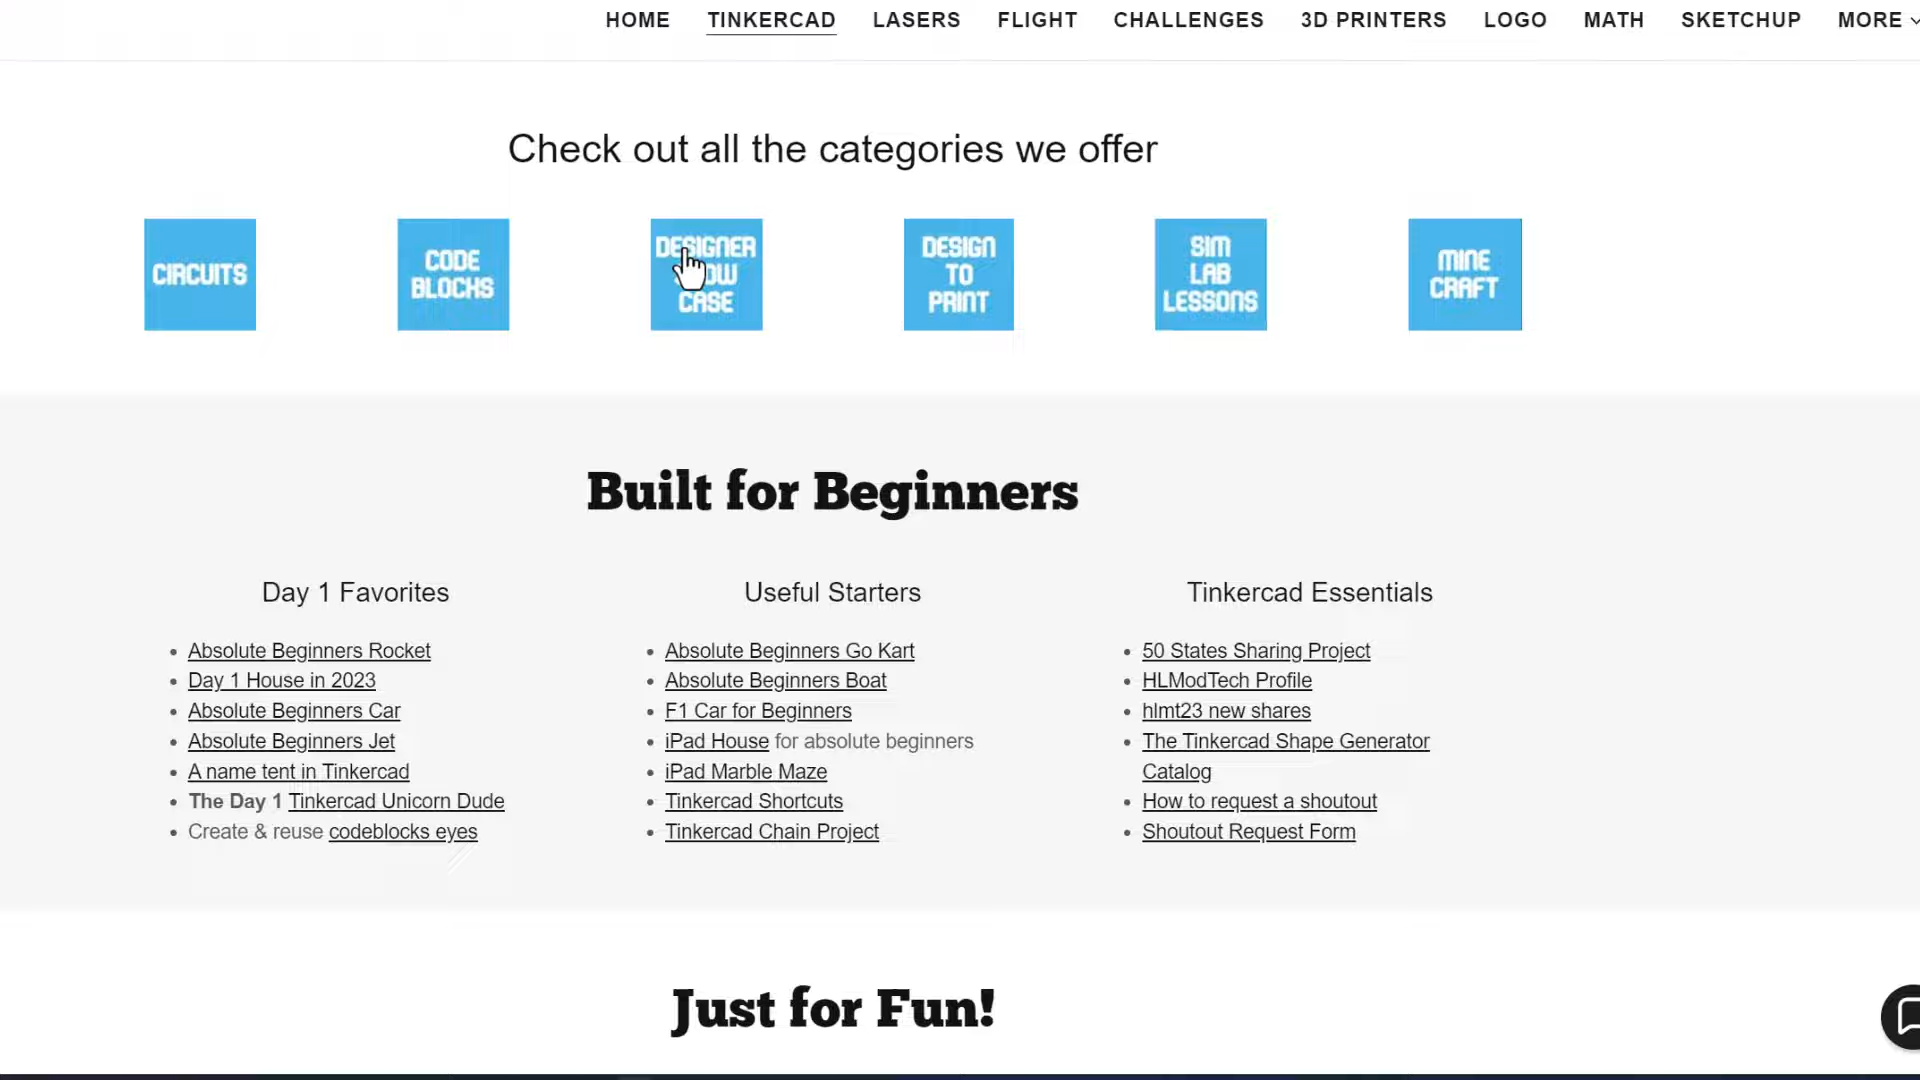 HOME TINKERCAD LASERS FLIGHT CHALLENGES 3D PRINTERS LOGO MATH SKETCHUP MORE
Check out all the categories we offer
CIRCUITS
CODE
BLOCKS
DESIGNER
CASE
DESIGN
TO
PRINT
SIM
LAB
LESSONS
MINE
CRAFT
Built for Beginners
Day 1 Favorites
Absolute Beginners Rocket
Day 1 House in 2023
Absolute Beginners Car
Absolute Beginners Jet
A name tent in Tinkercad
The Day 1 Tinkercad Unicorn Dude
Create & reuse codeblocks eyes
Useful Starters
Absolute Beginners Go Kart
Absolute Beginners Boat
F1 Car for Beginners
iPad House for absolute beginners
iPad Marble Maze
Tinkercad Shortcuts
Tinkercad Chain Project
Tinkercad Essentials
50 States Sharing Project
HLModTech Profile
hlmt23 new shares
The Tinkercad Shape Generator
Catalog
How to request a shoutout
Shoutout Request Form
Just for Fun!